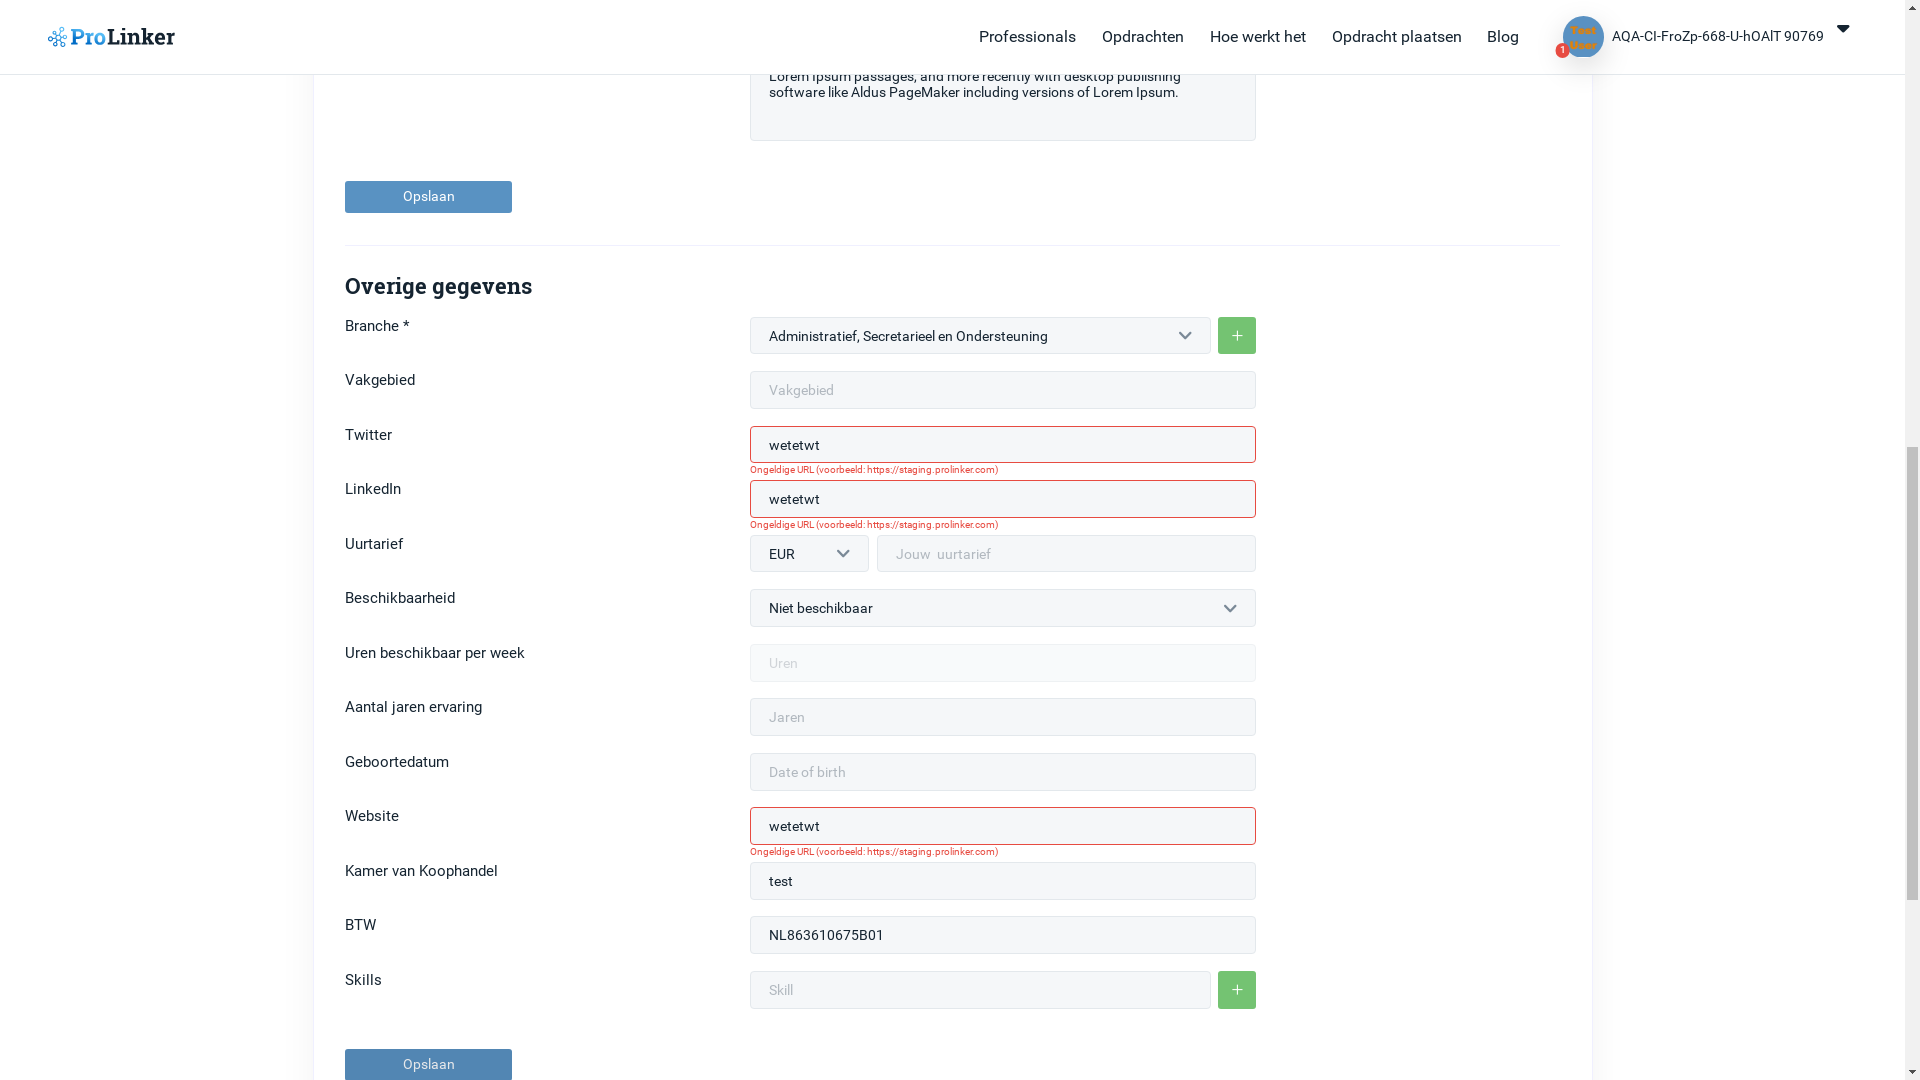 ProLinker
Professionals
Opdrachten
Hoe werkt het
Opdracht plaatsen
Blog
Test
User
1
AQA-CI-FroZp-668-U-hOAlT 90769
Lorem Ipsum passages, and more recently with desktop publishing
software like Aldus PageMaker including versions of Lorem Ipsum.
Opslaan
Overige gegevens
Branche *
Administratief, Secretarieel en Ondersteuning
+
Vakgebied
Vakgebied
Twitter
wetetwt
Ongeldige URL (voorbeeld: https://staging.prolinker.com)
LinkedIn
wetetwt
Ongeldige URL (voorbeeld: https://staging.prolinker.com)
Uurtarief
EUR
Jouw uurtarief
Beschikbaarheid
Niet beschikbaar
Uren beschikbaar per week
Uren
Aantal jaren ervaring
Jaren
Geboortedatum
Date of birth
Website
wetetwt
Ongeldige URL (voorbeeld: https://staging.prolinker.com)
Kamer van Koophandel
test
BTW
NL863610675B01
Skills
Skill
+
Opslaan